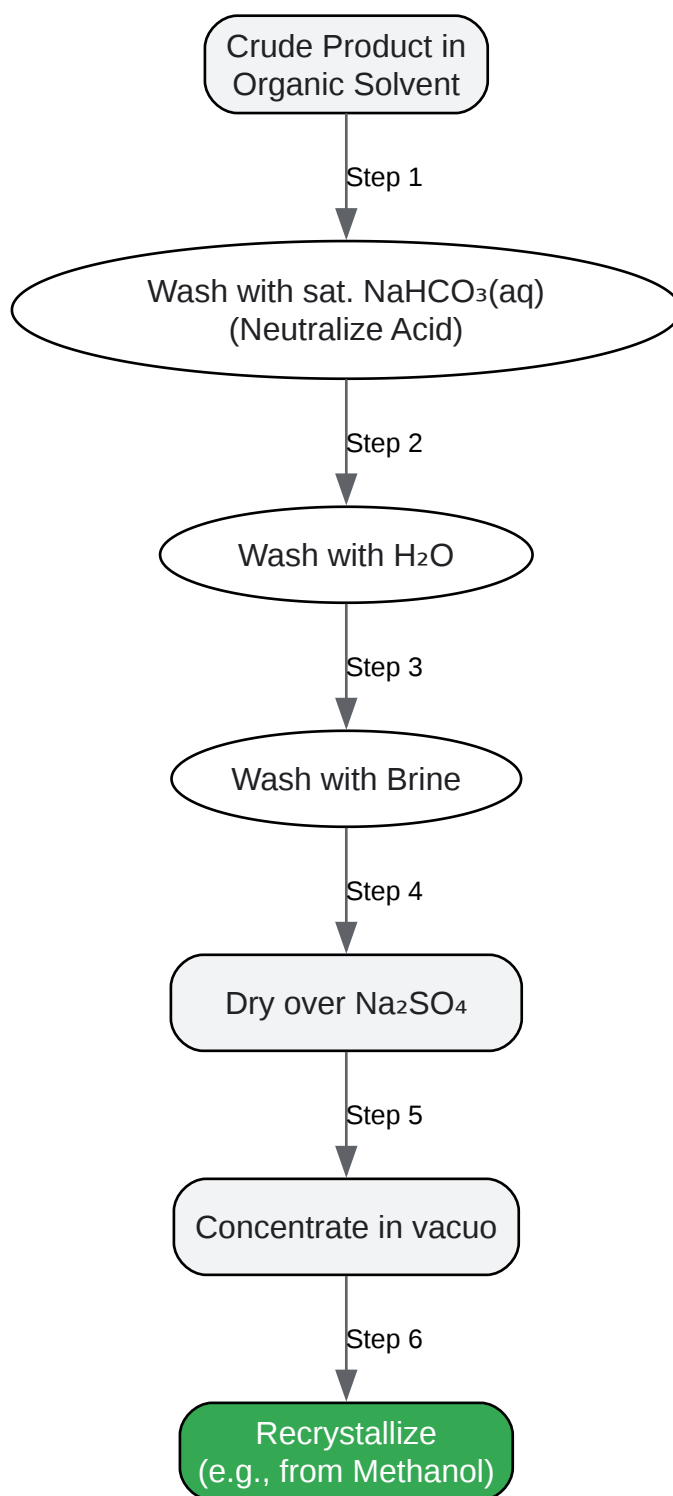 Crude Product in
Organic Solvent
Step 1
Wash with sat. NaHCO₃(aq)
(Neutralize Acid)
Step 2
Wash with H₂O
Step 3
Wash with Brine
Step 4
Dry over Na₂SO₄
Step 5
Concentrate in vacuo
Step 6
Recrystallize
(e.g., from Methanol)